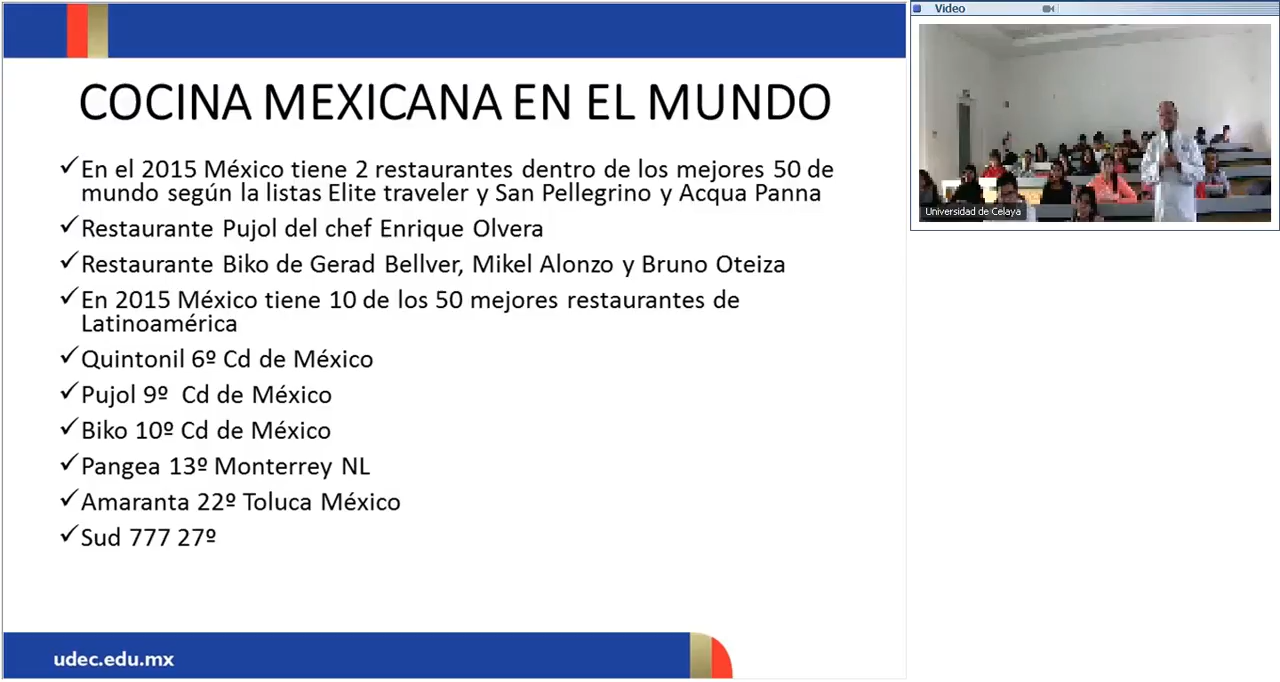 COCINA MEXICANA EN EL MUNDO
✓En el 2015 México tiene 2 restaurantes dentro de los mejores 50 de
mundo según la listas Elite traveler y San Pellegrino y Acqua Panna
✓Restaurante Pujol del chef Enrique Olvera
✓Restaurante Biko de Gerad Bellver, Mikel Alonzo y Bruno Oteiza
✓En 2015 México tiene 10 de los 50 mejores restaurantes de
Latinoamérica
✓Quintonil 6º Cd de México
✓Pujol 9º  Cd de México
✓Biko 10º Cd de México
✓Pangea 13º Monterrey NL
✓Amaranta 22º Toluca México
✓Sud 777 27º
udec.edu.mx
Video
Universidad de Celaya